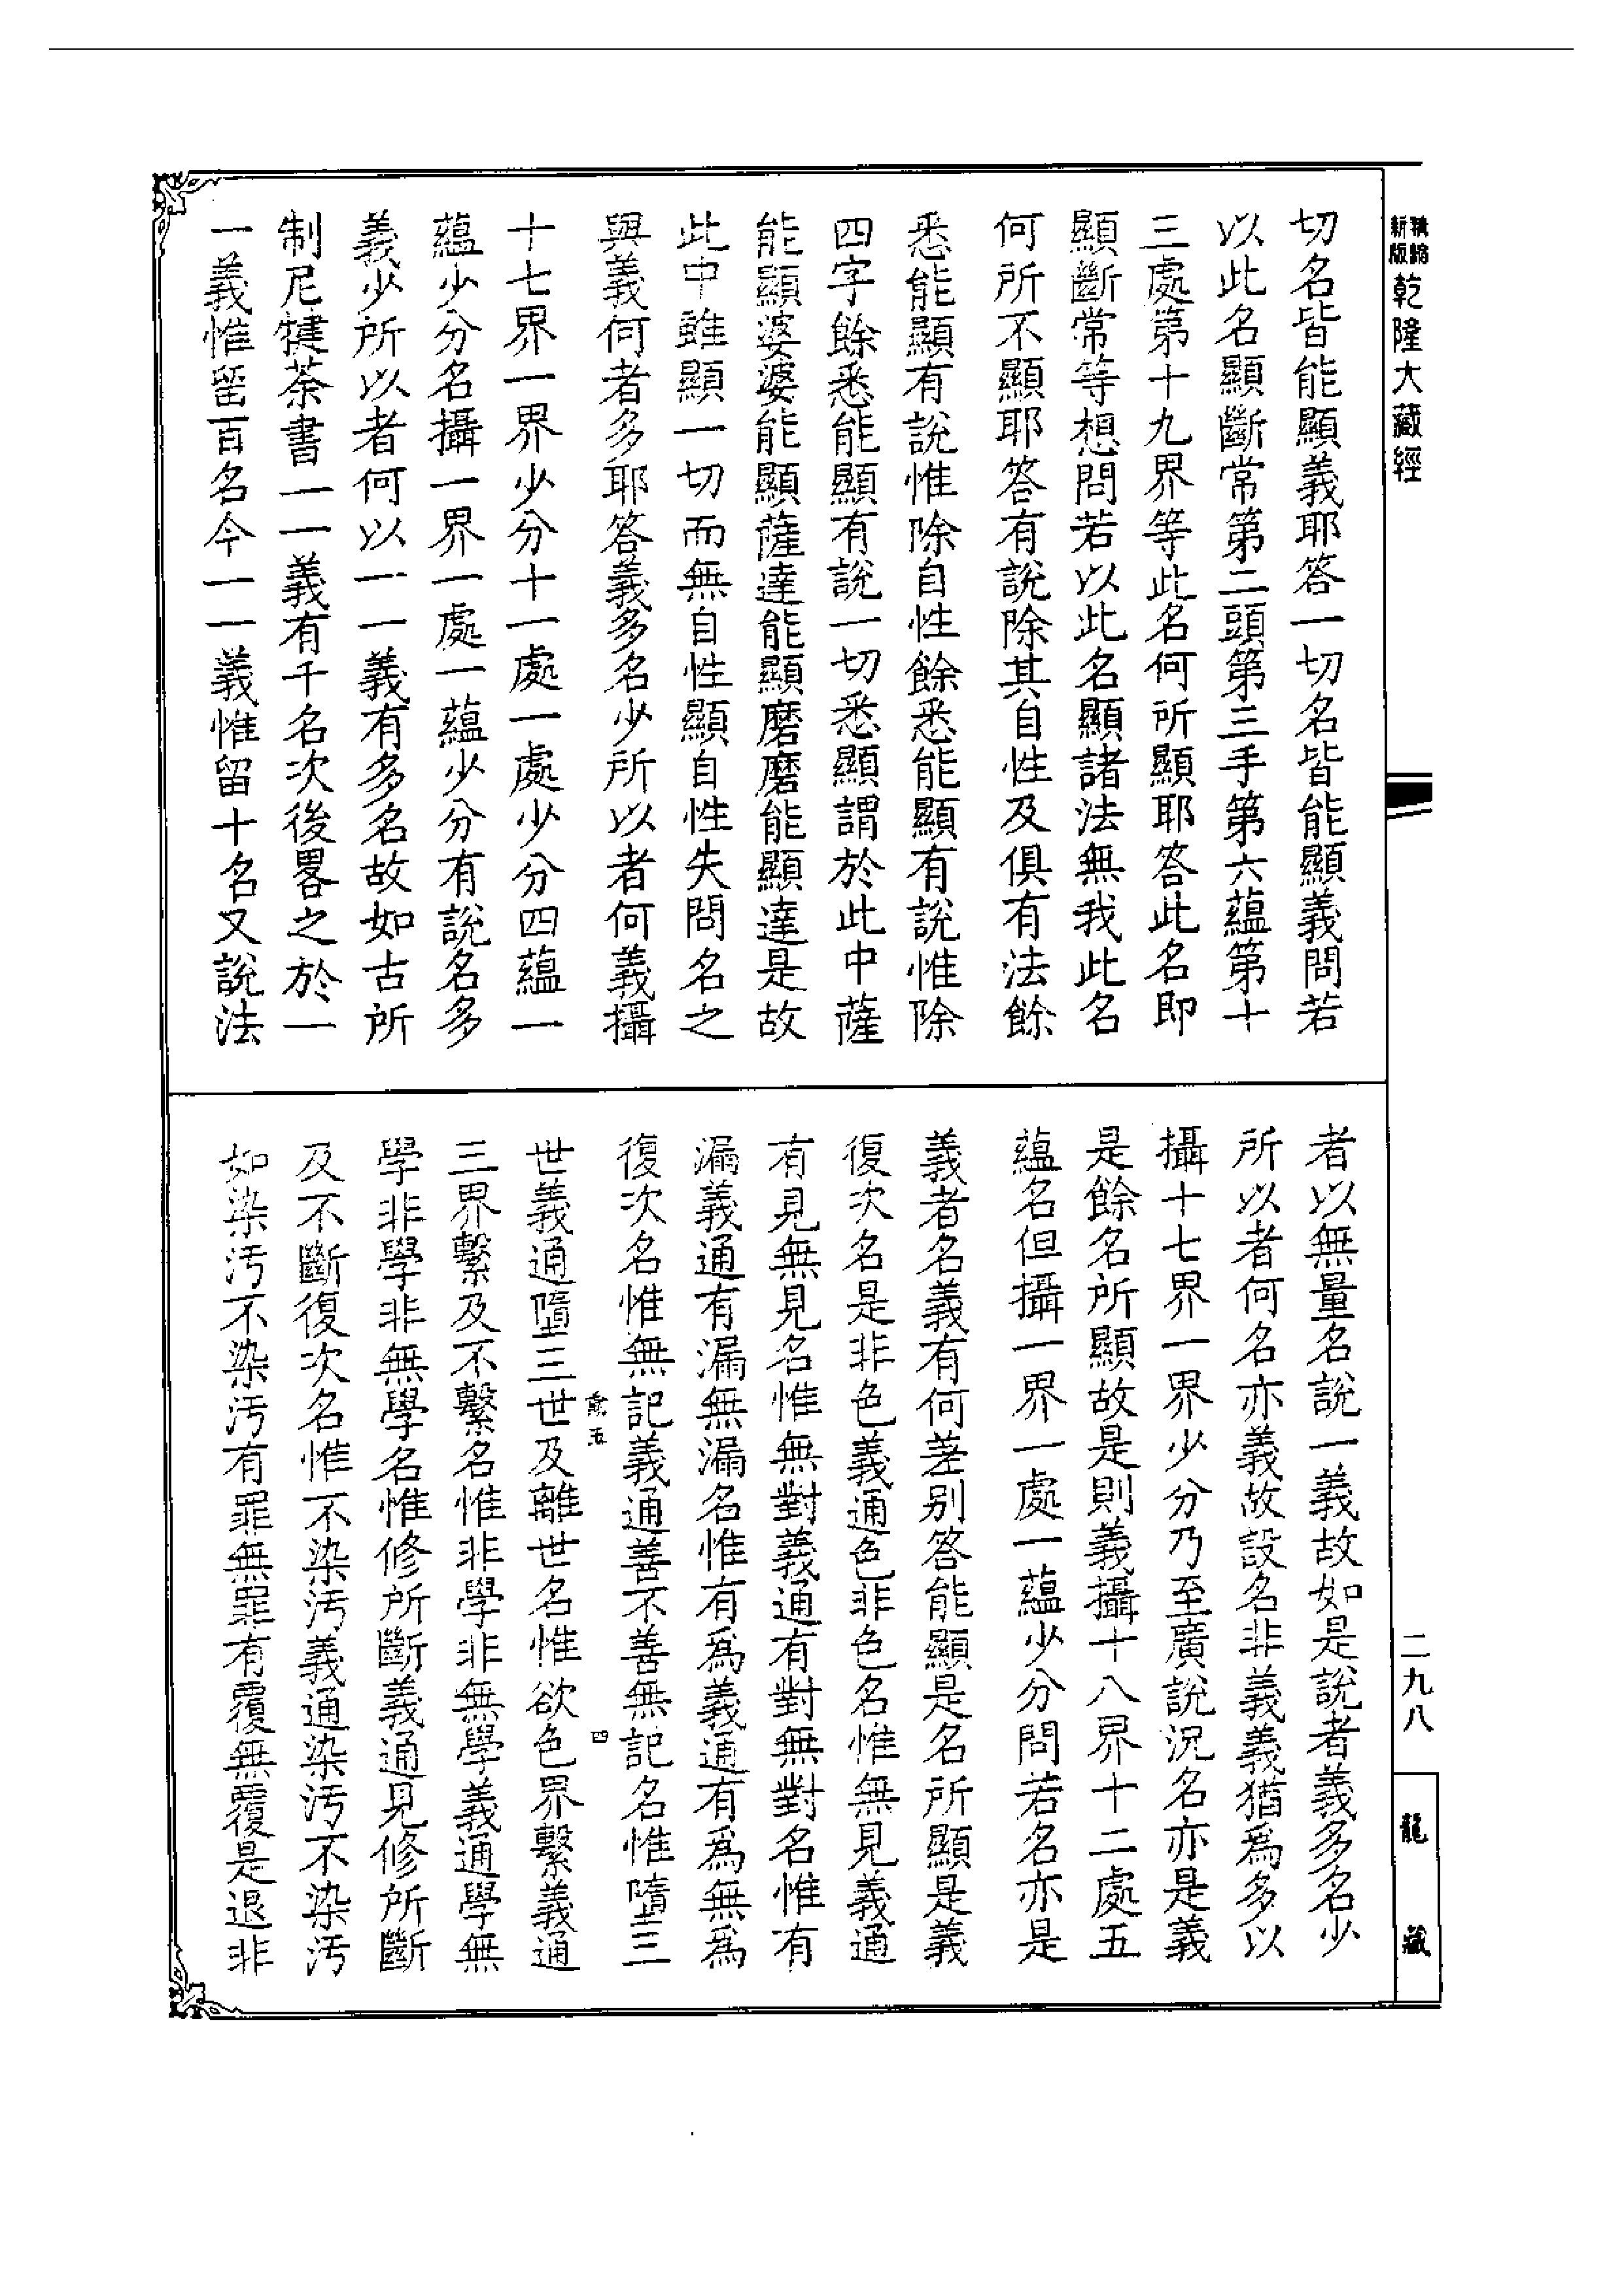 新版精縮乾隆大藏經
切名皆能顯義耶答一切名皆能顯義問若
以此名顯斷常第二頭第三手第六蘊第十
三處第十九界等此名何所顯耶答此名即
顯斷常等想問若以此名顯諸法無我此名
何所不顯耶答有說除其自性及俱有法餘
悉能顯有說惟除自性餘悉能顯有說惟除
四字餘悉能顯有說一切悉顯謂於此中薩
能顯婆婆能顯薩達能顯磨磨能顯達是故
此中雖顯一切而無自性顯自性失問名之
與義何者多耶答義多名少所以者何義攝
十七界一界少分十一處一處少分四蘊一
蘊少分名攝一界一處一蘊少分有說名多
義少所以者何以一一義有多名故如古所
制尼揵荼書一一義有千名次後畧之於一
一義惟留百名今一一義惟留十名又說法
者以無量名說一義故如是說者義多名少
所以者何名亦義故設名非義義猶爲多以
攝十七界一界少分乃至廣說況名亦是義
是餘名所顯故是則義攝十八界十二處五
蘊名但攝一界一處一蘊少分問若名亦是
義者名義有何差别答能顯是名所顯是義
復次名是非色義通色非色名惟無見義通
有見無見名惟無對義通有對無對名惟有
漏義通有漏無漏名惟有爲義通有爲無爲
復次名惟無記義通善不善無記名惟墮三
世義通墮三世及離世名惟欲色界繫義通
三界繫及不繫名惟非學非無學義通學無
學非學非無學名惟修所斷義通見修所斷
及不斷復次名惟不染汚義通染汚不染汚
如染汚不染汚有罪無罪有覆無覆是退非
五
四
二九八
龍藏